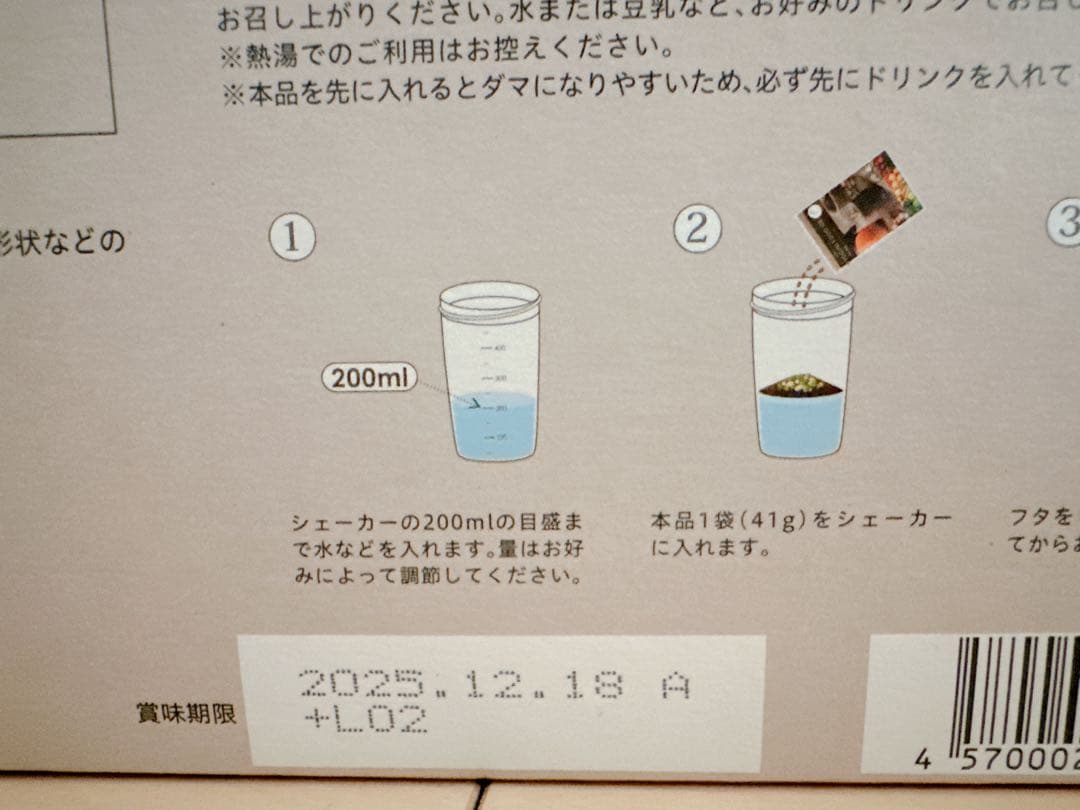 お召し上がりください。水または豆乳など、お好みのドリンクでお召し
※熱湯でのご利用はお控えください。
※本品を先に入れるとダマになりやすいため、必ず先にドリンクを入れて
形状などの
1
2
3
200ml
400
300
200
100
シェーカーの200mlの目盛ま
で水などを入れます。量はお好
みによって調節してください。
本品1袋(41g)をシェーカー
に入れます。
フタを
てからお
賞味期限
2025.12.18 A
+L02
4 570002